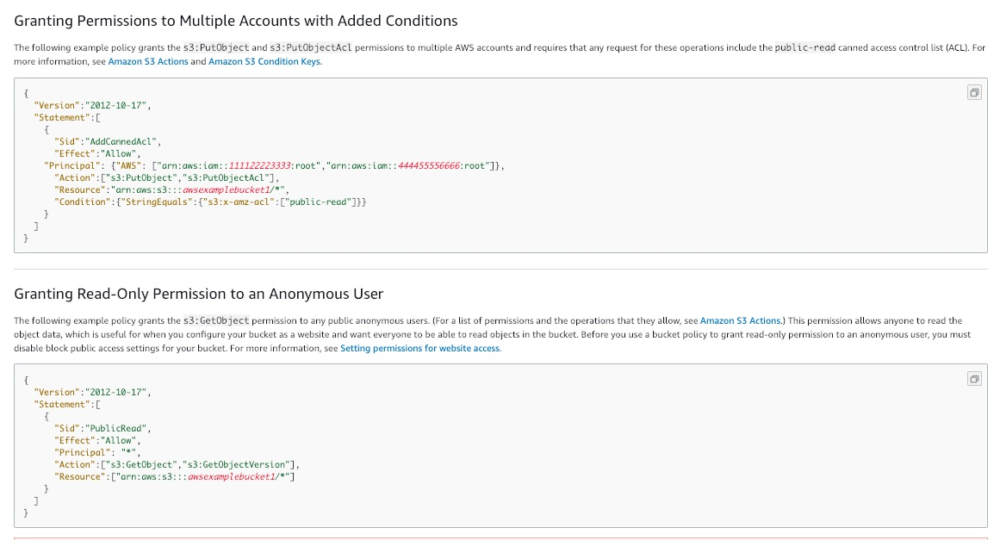 Granting Permissions to Multiple Accounts with Added Conditions
The following example policy grants the s3:PutObject and s3:PutObjectAcl permissions to multiple AWS accounts and requires that any request for these operations include the public-read canned access control list (ACL). For
more information, see Amazon S3 Actions and Amazon S3 Condition Keys.
{
  "Version":"2012-10-17",
  "Statement":[
    {
      "Sid":"AddCannedAcl",
      "Effect":"Allow",
    "Principal": {"AWS": ["arn:aws:iam::111122223333:root","arn:aws:iam::444455556666:root"]},
      "Action":["s3:PutObject","s3:PutObjectAcl"],
      "Resource":"arn:aws:s3:::awsexamplebucket1/*",
      "Condition":{"StringEquals":{"s3:x-amz-acl":["public-read"]}}
    }
  ]
}
Granting Read-Only Permission to an Anonymous User
The following example policy grants the s3:GetObject permission to any public anonymous users. (For a list of permissions and the operations that they allow, see Amazon S3 Actions.) This permission allows anyone to read the
object data, which is useful for when you configure your bucket as a website and want everyone to be able to read objects in the bucket. Before you use a bucket policy to grant read-only permission to an anonymous user, you must
disable block public access settings for your bucket. For more information, see Setting permissions for website access.
{
  "Version":"2012-10-17",
  "Statement":[
    {
      "Sid":"PublicRead",
      "Effect":"Allow",
      "Principal": "*",
      "Action":["s3:GetObject","s3:GetObjectVersion"],
      "Resource":["arn:aws:s3:::awsexamplebucket1/*"]
    }
  ]
}